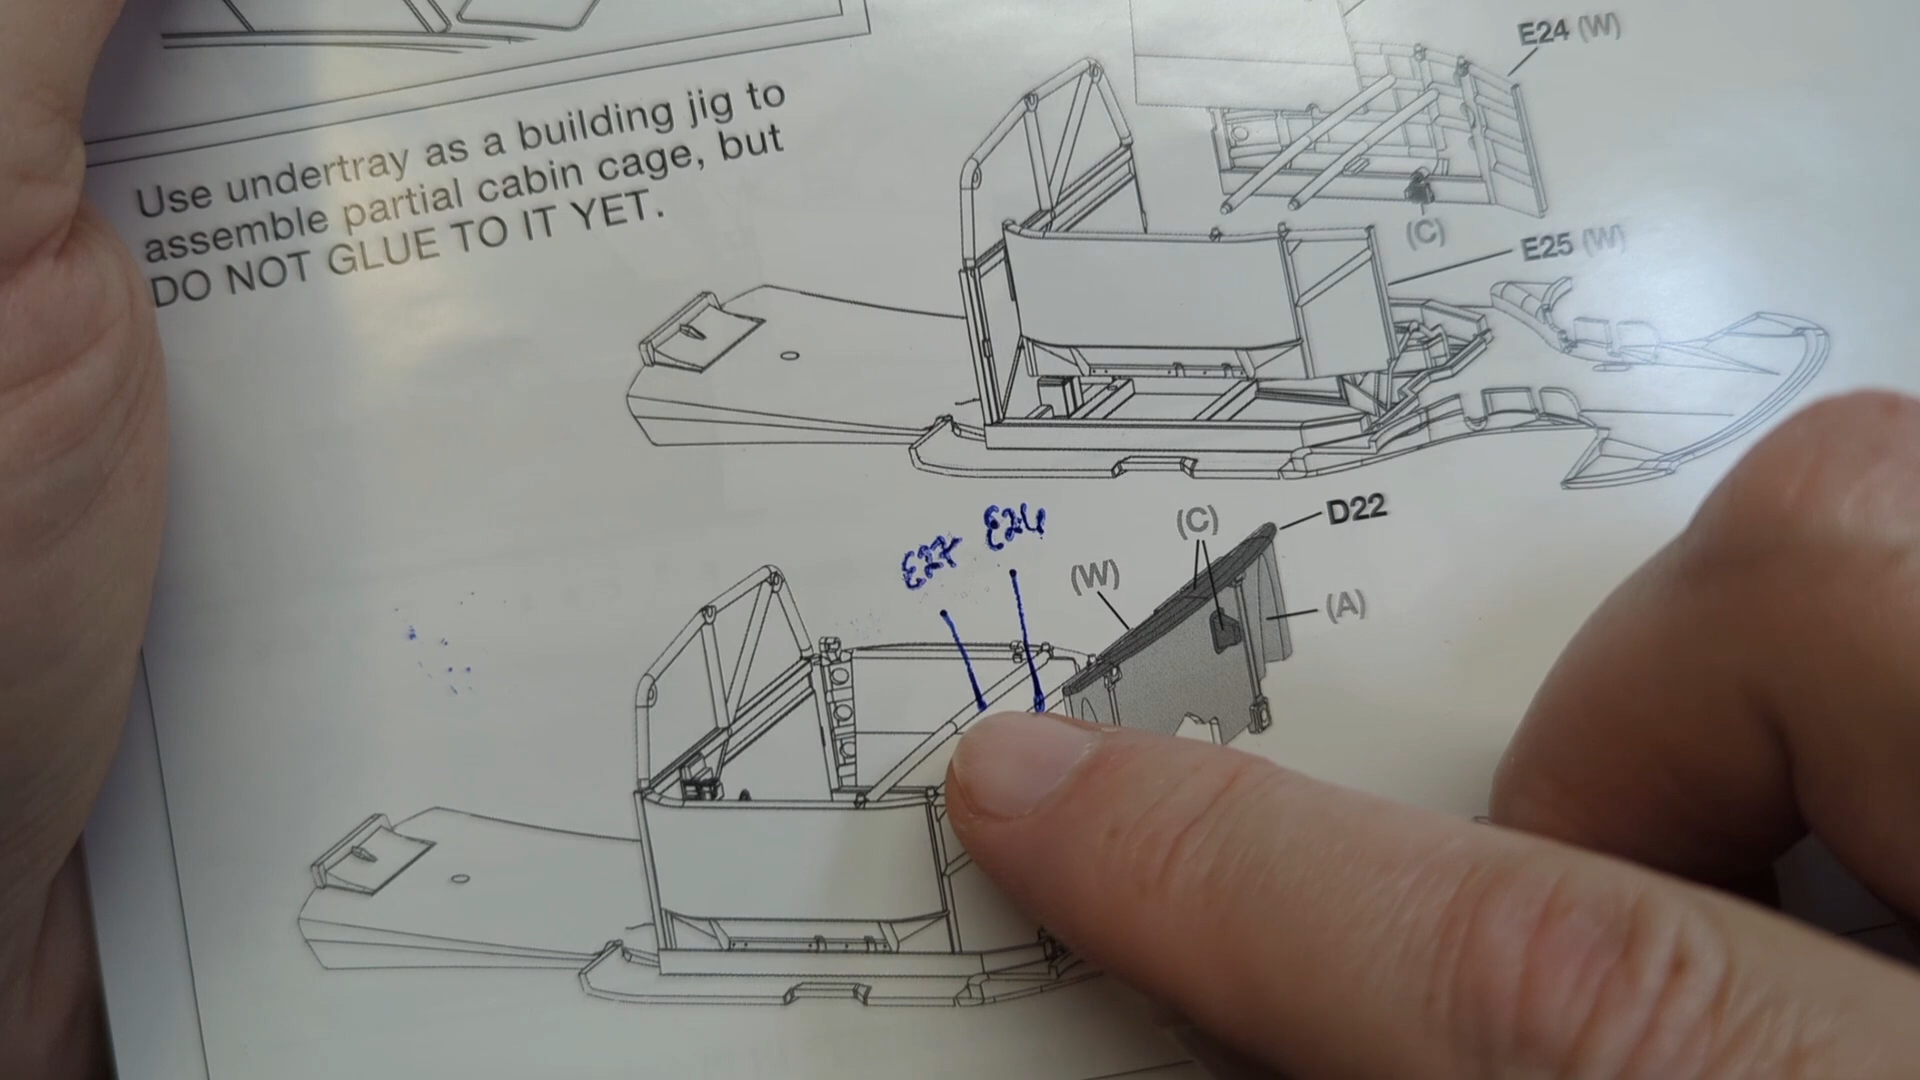 E24 (W)
Use undertray as a building jig to
assemble partial cabin cage, but
DO NOT GLUE TO IT YET.
(C)
E25 (W)
E27 E26
(C)
D22
(W)
(A)